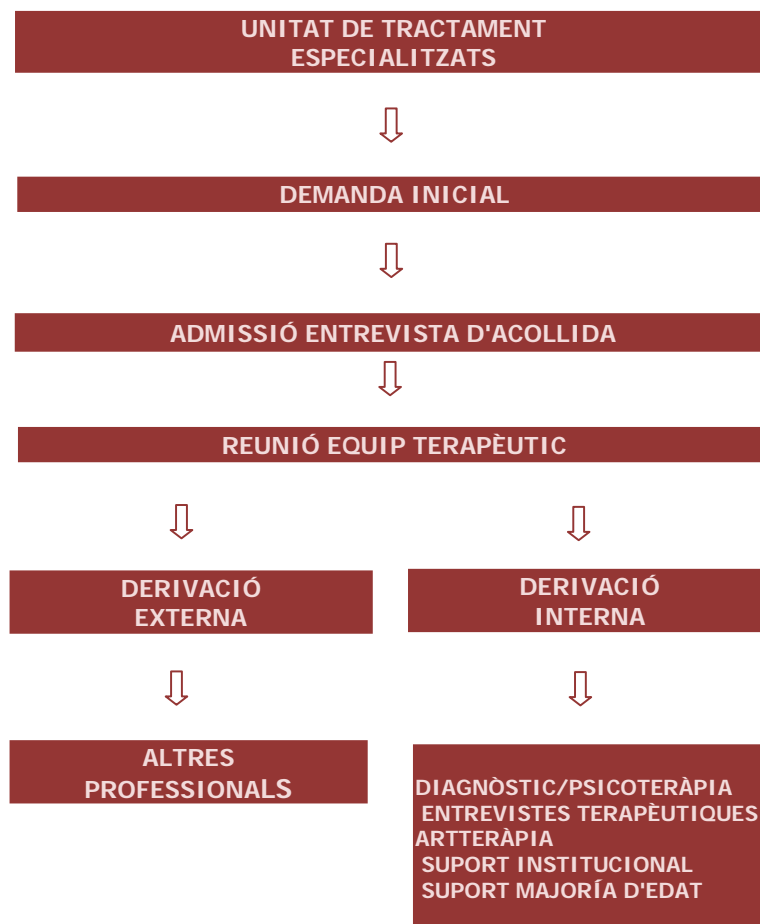 UNITAT DE TRACTAMENT
ESPECIALITZATS
DEMANDA INICIAL
ADMISSIÓ ENTREVISTA D'ACOLLIDA
REUNIÓ EQUIP TERAPÈUTIC
DERIVACIÓ
EXTERNA
DERIVACIÓ
INTERNA
ALTRES
PROFESSIONALS
DIAGNÒSTIC/PSICOTERÀPIA
ENTREVISTES TERAPÈUTIQUES
ARTTERÀPIA
SUPORT INSTITUCIONAL
SUPORT MAJORÍA D'EDAT